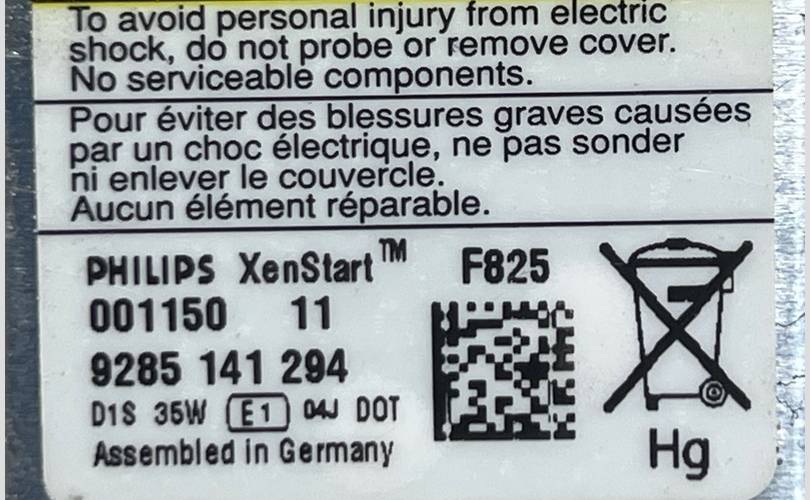 To avoid personal injury from electric
shock, do not probe or remove cover.
No serviceable components.
Pour éviter des blessures graves causées
par un choc électrique, ne pas sonder
ni enlever le couvercle.
Aucun élément réparable.
PHILIPS XenStart™ F825
001150 11
9285 141 294
D1S 35W E1 04J DOT
Assembled in Germany
Hg